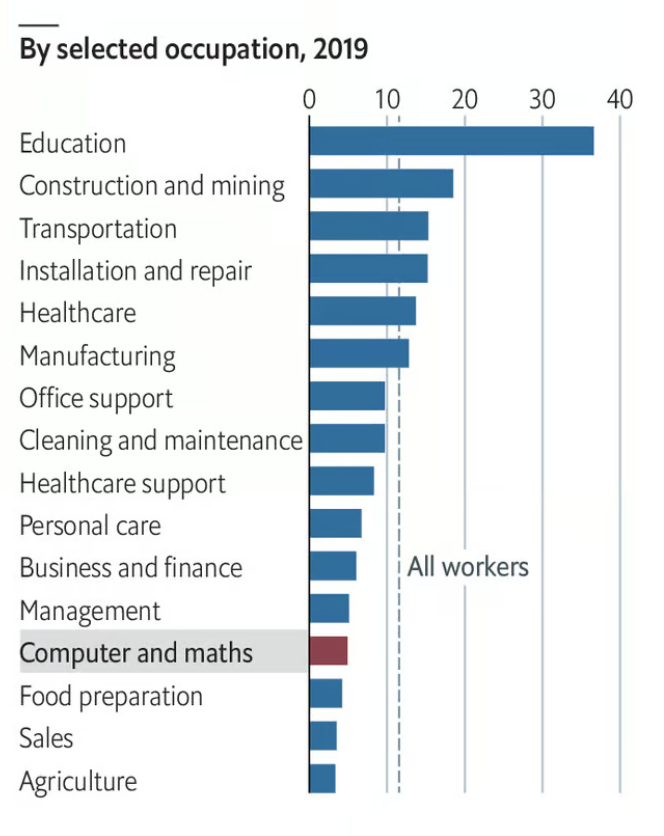 By selected occupation, 2019
0 10 20 30 40
Education
Construction and mining
Transportation
Installation and repair
Healthcare
Manufacturing
Office support
Cleaning and maintenance
Healthcare support
Personal care
Business and finance
All workers
Management
Computer and maths
Food preparation
Sales
Agriculture